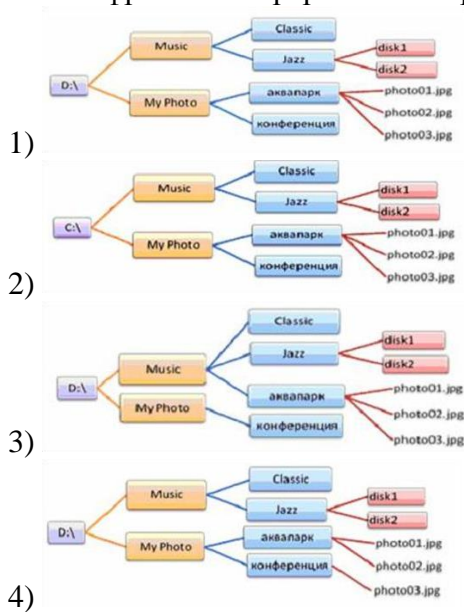 Classic
Music
Jazz
disk1
disk2
D:\
My Photo
аквапарк
photo01.jpg
photo02.jpg
photo03.jpg
конференция
1)
Classic
Music
Jazz
disk1
disk2
C:\
My Photo
аквапарк
photo01.jpg
photo02.jpg
photo03.jpg
конференция
2)
Classic
Music
Jazz
disk1
disk2
D:\
My Photo
аквапарк
photo01.jpg
photo02.jpg
photo03.jpg
конференция
3)
Classic
Music
Jazz
disk1
disk2
D:\
My Photo
аквапарк
photo01.jpg
photo02.jpg
конференция
photo03.jpg
4)